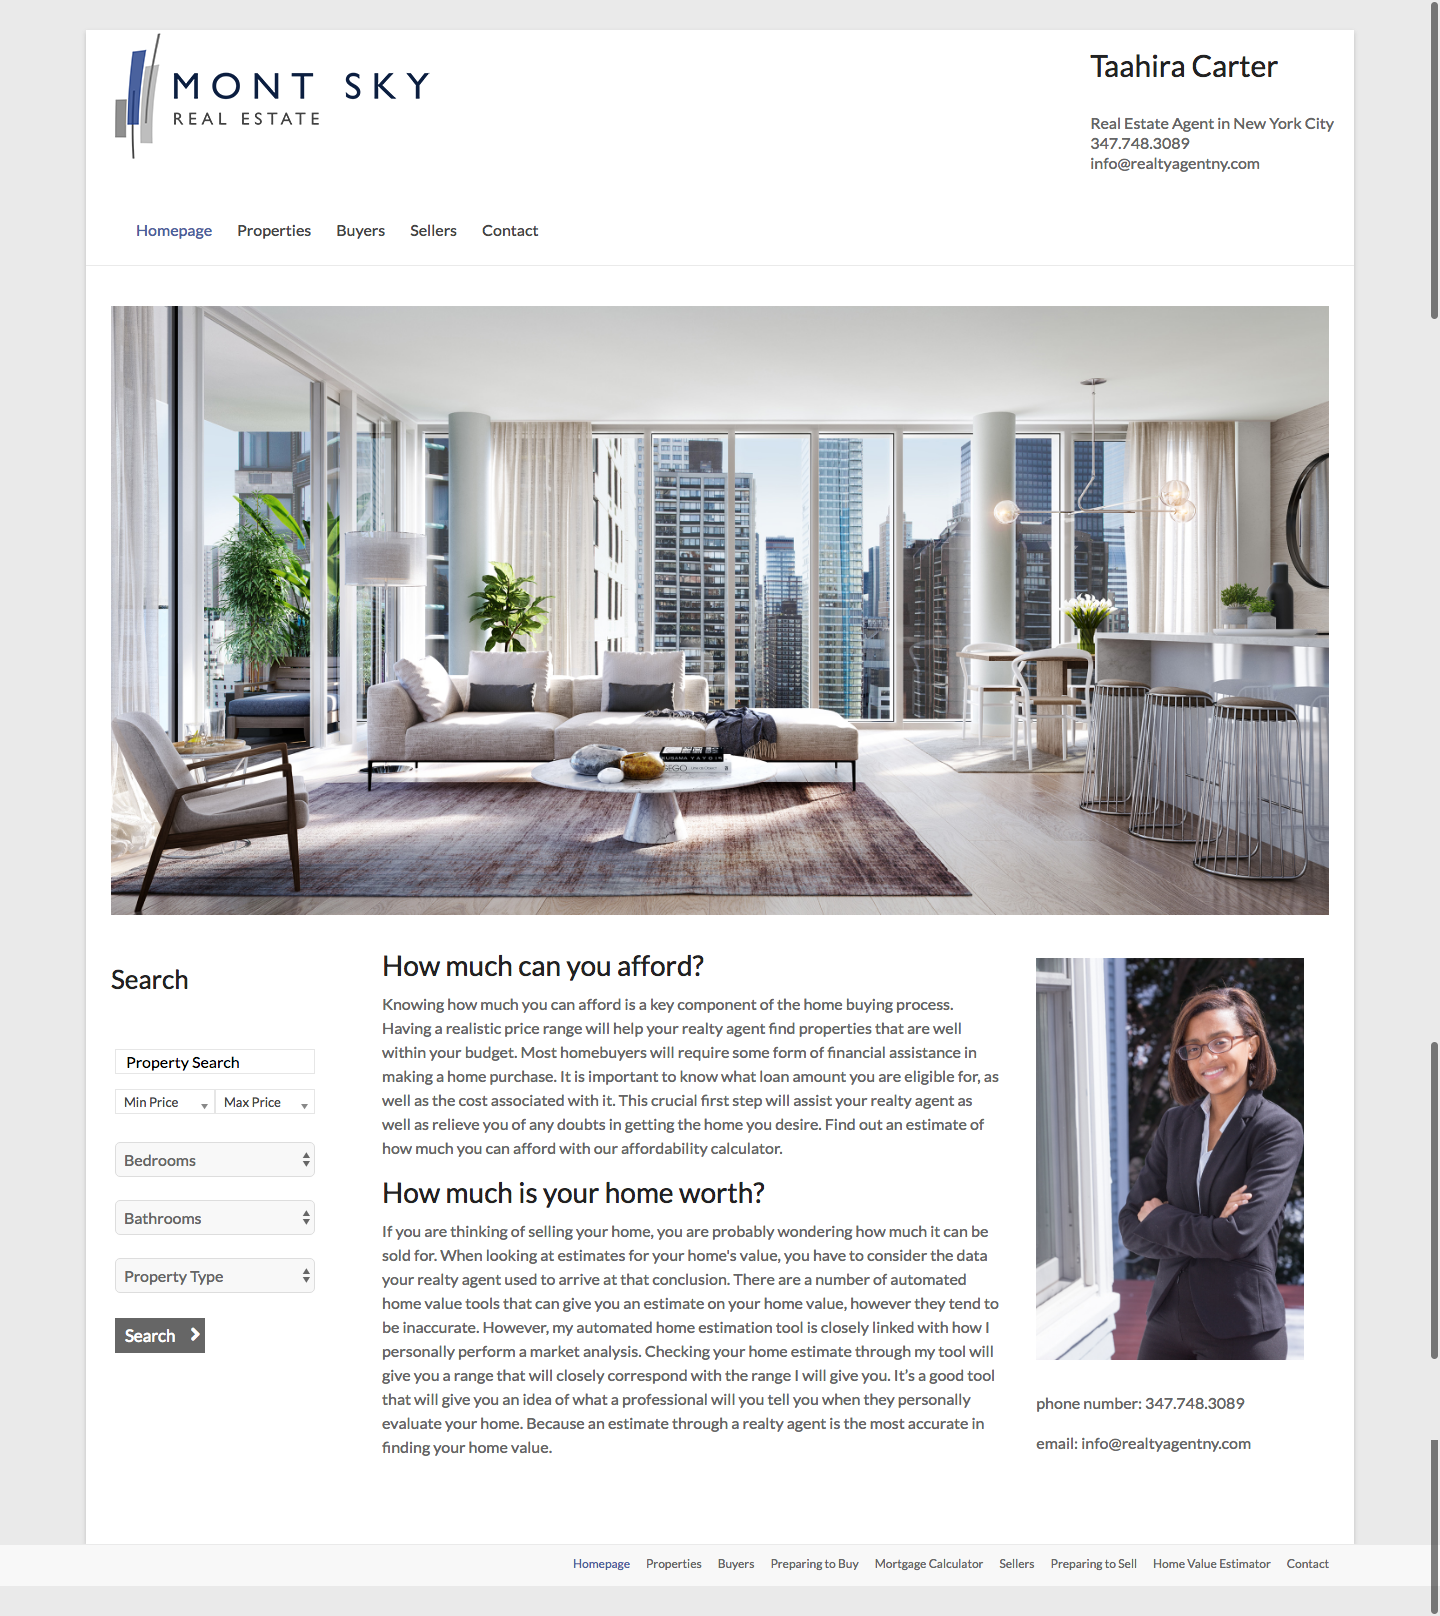 MONT SKY
REAL ESTATE
Taahira Carter
Real Estate Agent in New York City
347.748.3089
info@realtyagentny.com
Homepage Properties Buyers Sellers Contact
Search
Property Search
Min Price Max Price
Bedrooms
Bathrooms
Property Type
Search
How much can you afford?
Knowing how much you can afford is a key component of the home buying process.
Having a realistic price range will help your realty agent find properties that are well
within your budget. Most homebuyers will require some form of financial assistance in
making a home purchase. It is important to know what loan amount you are eligible for, as
well as the cost associated with it. This crucial first step will assist your realty agent as
well as relieve you of any doubts in getting the home you desire. Find out an estimate of
how much you can afford with our affordability calculator.
How much is your home worth?
If you are thinking of selling your home, you are probably wondering how much it can be
sold for. When looking at estimates for your home's value, you have to consider the data
your realty agent used to arrive at that conclusion. There are a number of automated
home value tools that can give you an estimate on your home value, however they tend to
be inaccurate. However, my automated home estimation tool is closely linked with how I
personally perform a market analysis. Checking your home estimate through my tool will
give you a range that will closely correspond with the range I will give you. It's a good tool
that will give you an idea of what a professional will you tell you when they personally
evaluate your home. Because an estimate through a realty agent is the most accurate in
finding your home value.
phone number: 347.748.3089
email: info@realtyagentny.com
Homepage Properties Buyers Preparing to Buy Mortgage Calculator Sellers Preparing to Sell Home Value Estimator Contact